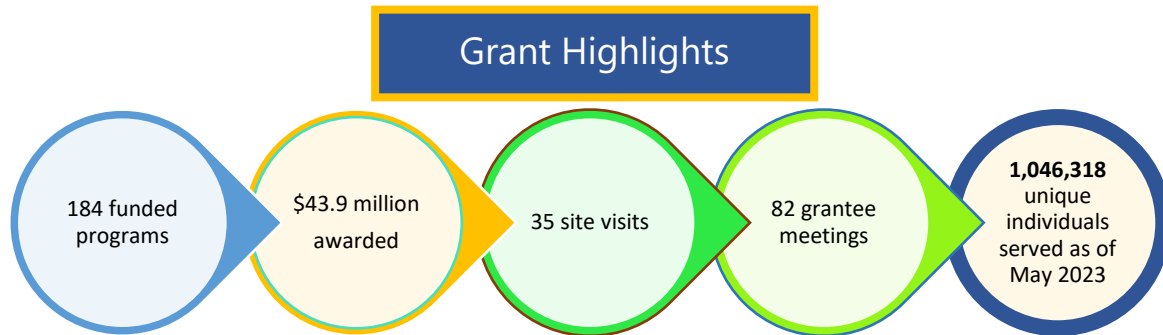 Grant Highlights
184 funded
programs
$43.9 million
awarded
35 site visits
82 grantee
meetings
1,046,318
unique
individuals
served as of
May 2023